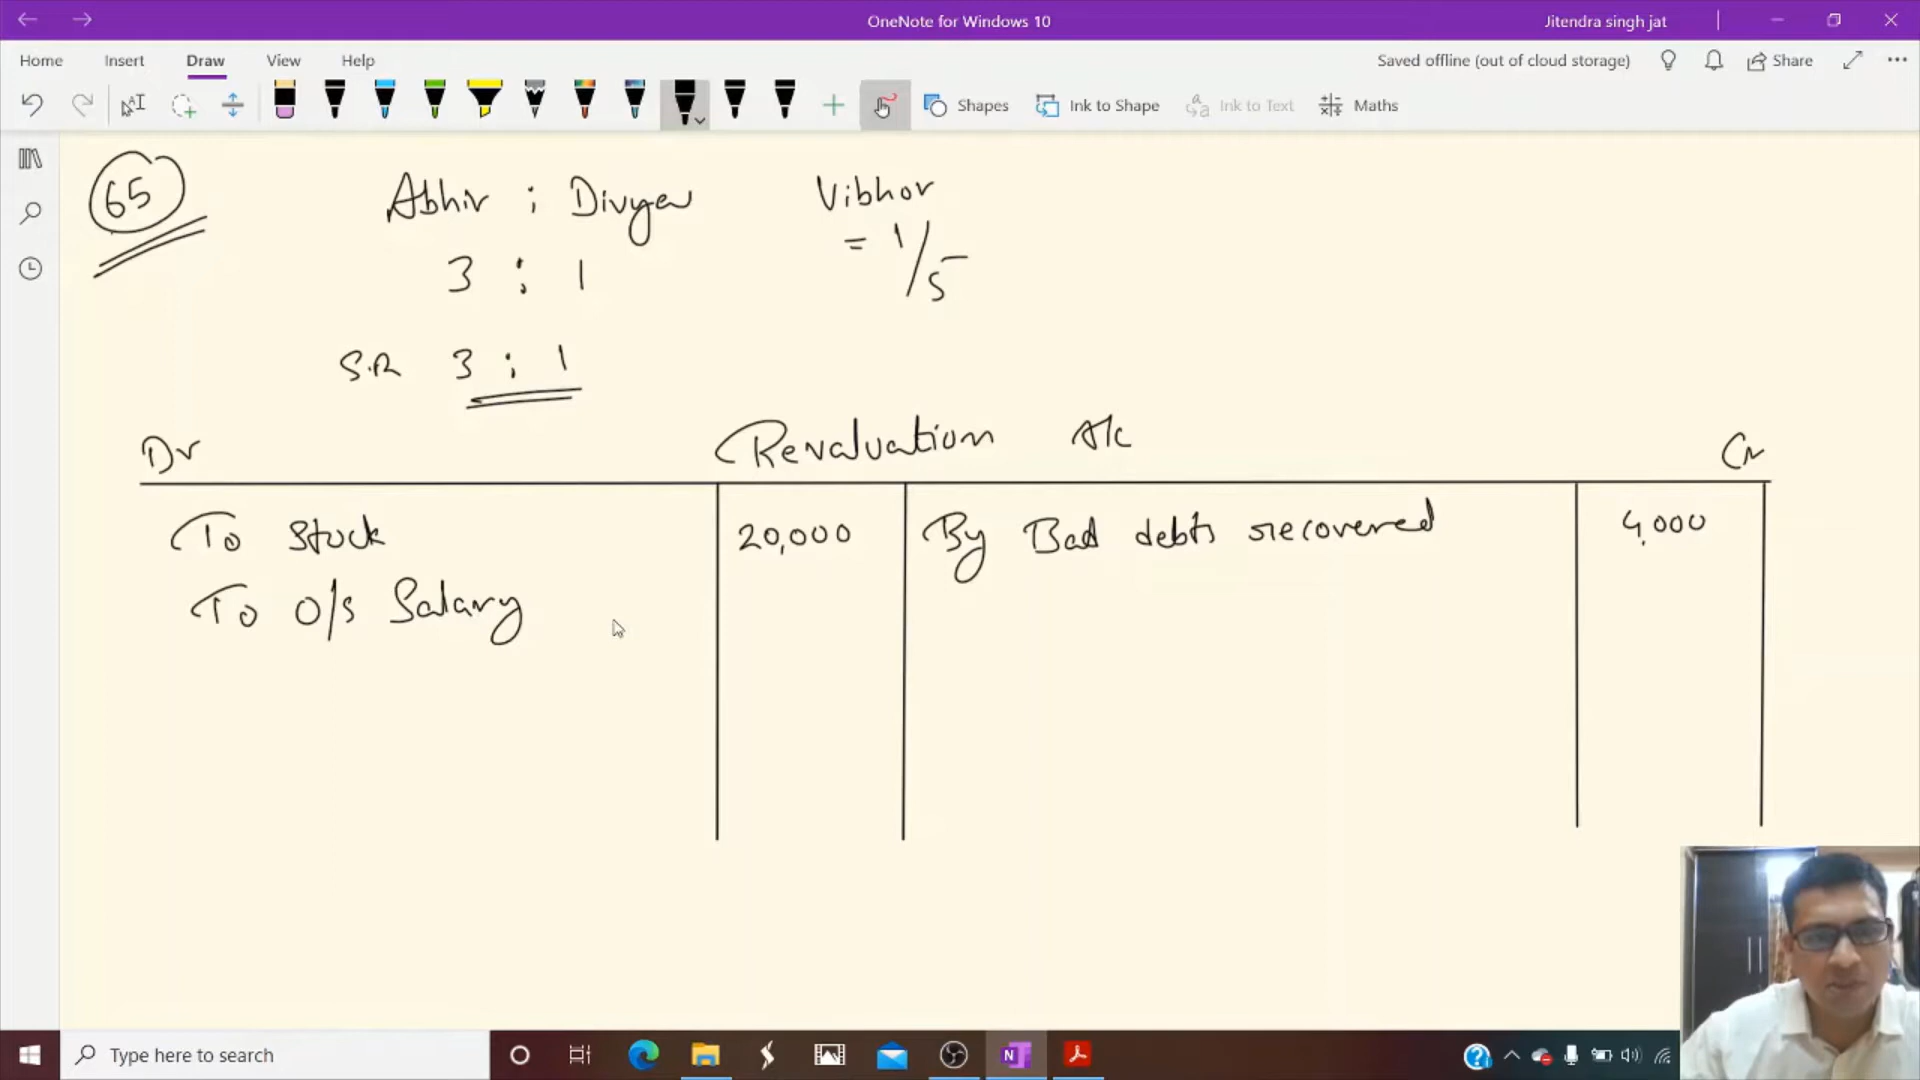 OneNote for Windows 10
Jitendra singh jat
Home Insert Draw View Help
Saved offline (out of cloud storage) Share
Shapes Ink to Shape Ink to Text Maths
65
Abhir : Divya Vibhor
3 : 1 = 1/5
S.R 3 : 1
Dr Revaluation A/c Cr
To Stock 20,000 By Bad debts recovered 4,000
To O/s Salary
Type here to search